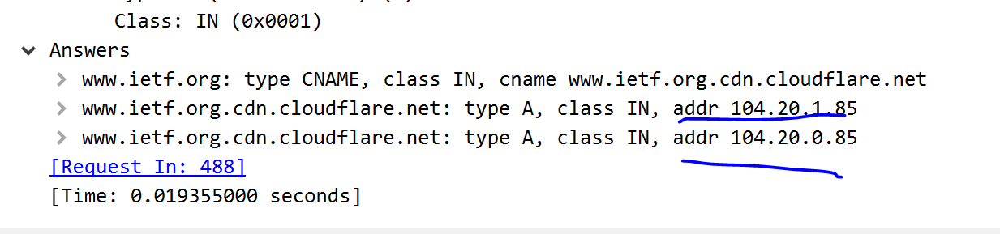 Class: IN (0x0001)
Answers
www.ietf.org: type CNAME, class IN, cname www.ietf.org.cdn.cloudflare.net
www.ietf.org.cdn.cloudflare.net: type A, class IN, addr 104.20.1.85
www.ietf.org.cdn.cloudflare.net: type A, class IN, addr 104.20.0.85
[Request In: 488]
[Time: 0.019355000 seconds]